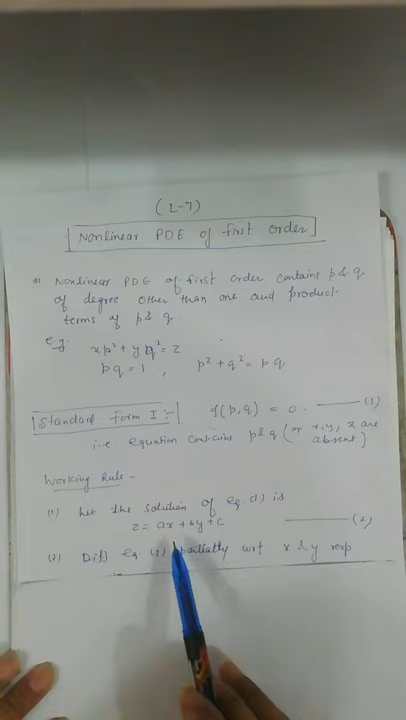 (L-7)
Nonlinear PDE of first order
Nonlinear PDE of first order contains p & q
of degree other than one and product
terms of p & q.
e.g. xp² + yq² = z
pq = 1, p² + q² = pq
Standard form I :- f(p,q) = 0. (1)
i.e. equation contains p & q (or x, y, z are absent)
Working Rule -
(1) Let the solution of eq.(1) is
z = ax + by + c (2)
(2) Diff eq.(2) partially wrt x & y resp